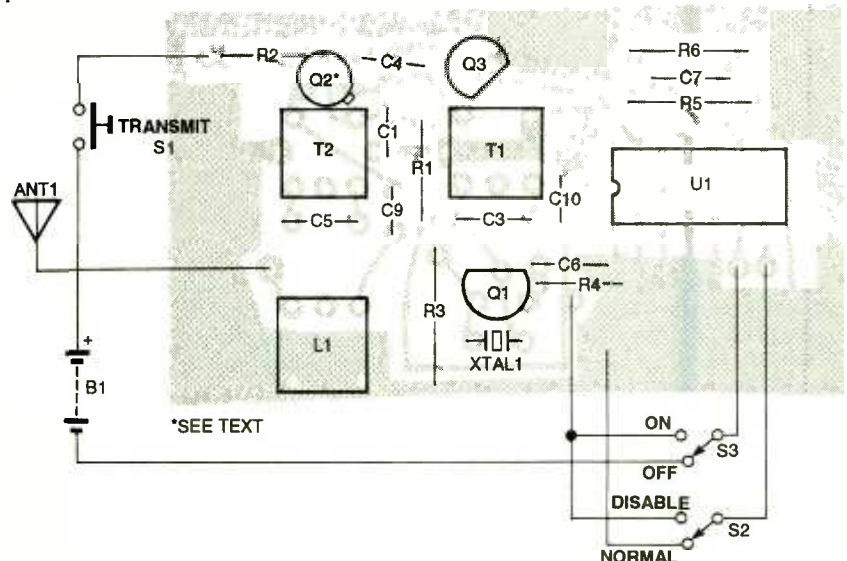 R2
C4
Q2*
Q3
R6
C7
R5
TRANSMIT
S1
C1
T2
R1
T1
U1
ANT1
C9
C10
C5
C3
C6
Q1
R4
R3
L1
XTAL1
+
B1
*SEE TEXT
ON
S3
OFF
DISABLE
S2
NORMAL